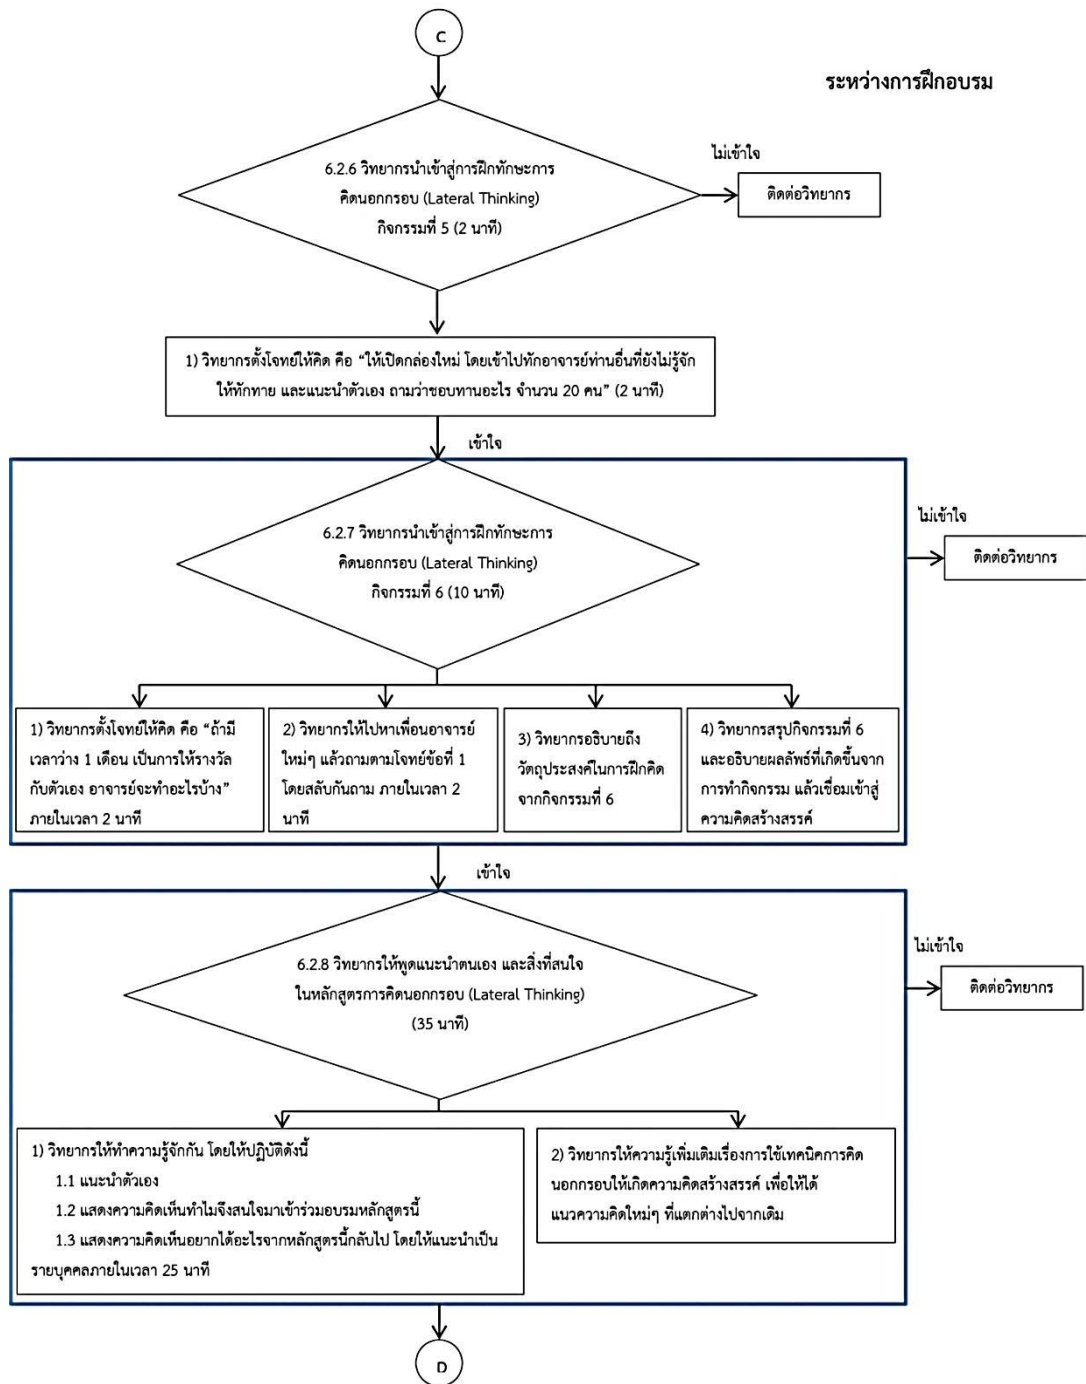 C
ระหว่างการฝึกอบรม
6.2.6 วิทยากรนำเข้าสู่การฝึกทักษะการ
คิดนอกกรอบ (Lateral Thinking)
กิจกรรมที่ 5 (2 นาที)
ไม่เข้าใจ
ติดต่อวิทยากร
1) วิทยากรตั้งโจทย์ให้คิด คือ “ให้เปิดกล่องใหม่ โดยเข้าไปทักอาจารย์ท่านอื่นที่ยังไม่รู้จัก
ให้ทักทาย และแนะนำตัวเอง ถามว่าชอบทานอะไร จำนวน 20 คน” (2 นาที)
เข้าใจ
6.2.7 วิทยากรนำเข้าสู่การฝึกทักษะการ
คิดนอกกรอบ (Lateral Thinking)
กิจกรรมที่ 6 (10 นาที)
ไม่เข้าใจ
ติดต่อวิทยากร
1) วิทยากรตั้งโจทย์ให้คิด คือ “ถ้ามี
เวลาว่าง 1 เดือน เป็นการให้รางวัล
กับตัวเอง อาจารย์จะทำอะไรบ้าง”
ภายในเวลา 2 นาที
2) วิทยากรให้ไปหาเพื่อนอาจารย์
ใหม่ๆ แล้วถามตามโจทย์ข้อที่ 1
โดยสลับกันถาม ภายในเวลา 2
นาที
3) วิทยากรอธิบายถึง
วัตถุประสงค์ในการฝึกคิด
จากกิจกรรมที่ 6
4) วิทยากรสรุปกิจกรรมที่ 6
และอธิบายผลลัพธ์ที่เกิดขึ้นจาก
การทำกิจกรรม แล้วเชื่อมเข้าสู่
ความคิดสร้างสรรค์
เข้าใจ
6.2.8 วิทยากรให้พูดแนะนำตนเอง และสิ่งที่สนใจ
ในหลักสูตรการคิดนอกกรอบ (Lateral Thinking)
(35 นาที)
ไม่เข้าใจ
ติดต่อวิทยากร
1) วิทยากรให้ทำความรู้จักกัน โดยให้ปฏิบัติดังนี้
1.1 แนะนำตัวเอง
1.2 แสดงความคิดเห็นทำไมจึงสนใจมาเข้าร่วมอบรมหลักสูตรนี้
1.3 แสดงความคิดเห็นอยากได้อะไรจากหลักสูตรนี้กลับไป โดยให้แนะนำเป็น
รายบุคคลภายในเวลา 25 นาที
2) วิทยากรให้ความรู้เพิ่มเติมเรื่องการใช้เทคนิคการคิด
นอกกรอบให้เกิดความคิดสร้างสรรค์ เพื่อให้ได้
แนวความคิดใหม่ๆ ที่แตกต่างไปจากเดิม
D